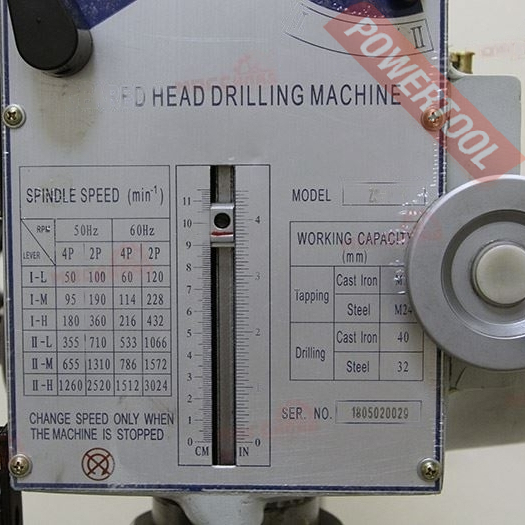 II
POWERTOOL
HEAD DRILLING MACHINE
SPINDLE SPEED (min⁻¹)
RPM 50Hz 60Hz
LEVER 4P 2P 4P 2P
I-L 50 100 60 120
I-M 95 190 114 228
I-H 180 360 216 432
II-L 355 710 533 1066
II-M 655 1310 786 1572
II-H 1260 2520 1512 3024
CHANGE SPEED ONLY WHEN
THE MACHINE IS STOPPED
11
10
9
8
7
6
5
4
3
2
1
0
CM
4
3
2
1
0
IN
MODEL
WORKING CAPACITY
(mm)
Tapping Cast Iron
Steel M24
Drilling Cast Iron 40
Steel 32
SER. NO. 1805020029